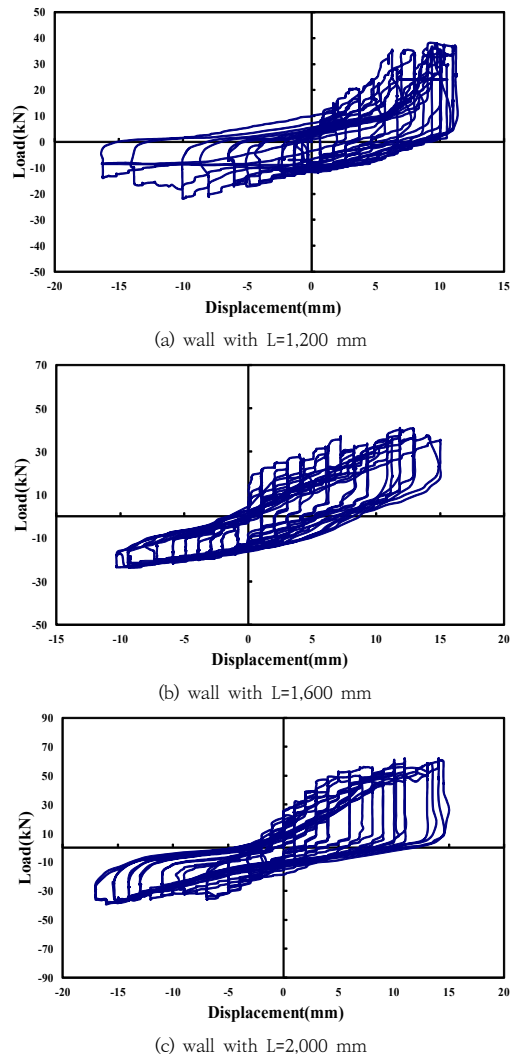 50
40
30
20
10
0
-10
-20
-30
-40
-50
Load(kN)
-20 -15 -10 -5 0 5 10 15
Displacement(mm)
(a) wall with L=1,200 mm
70
50
30
10
-10
-30
-50
Load(kN)
-15 -10 -5 0 5 10 15 20
Displacement(mm)
(b) wall with L=1,600 mm
90
70
50
30
10
-10
-30
-50
-70
-90
Load(kN)
-20 -15 -10 -5 0 5 10 15 20
Displacement(mm)
(c) wall with L=2,000 mm